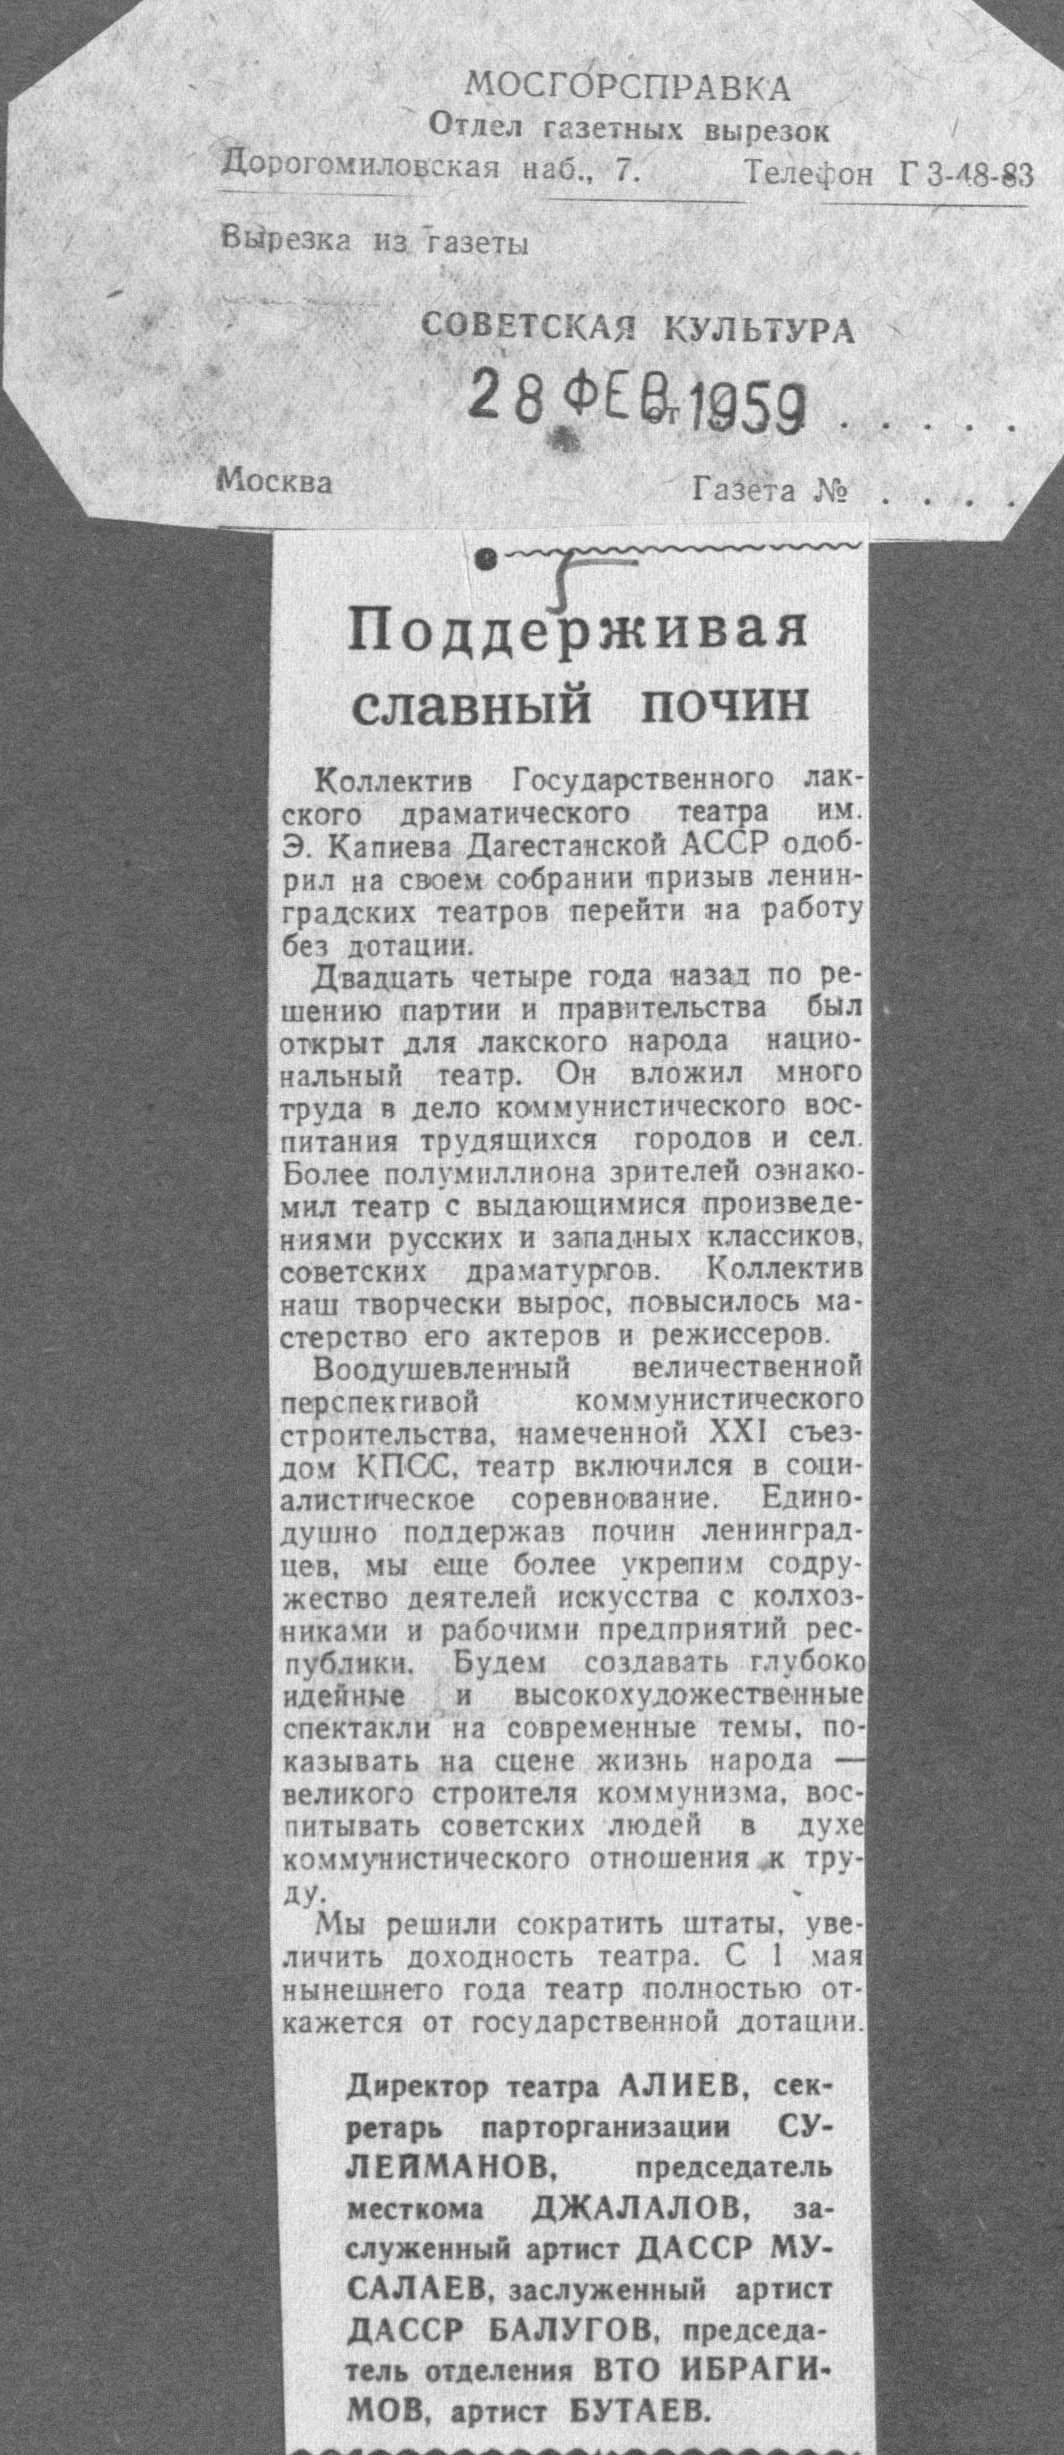 МОСГОРСПРАВКА
Отдел газетных вырезок
Дорогомиловская наб., 7. Телефон Г 3-48-83
Вырезка из газеты
СОВЕТСКАЯ КУЛЬТУРА
28 ФЕВ 1959 от . . . . .
Москва Газета № . . . .
Поддерживая
славный почин
Коллектив Государственного лак-
ского драматического театра им.
Э. Капиева Дагестанской АССР одоб-
рил на своем собрании призыв ленин-
градских театров перейти на работу
без дотации.
Двадцать четыре года назад по ре-
шению партии и правительства был
открыт для лакского народа нацио-
нальный театр. Он вложил много
труда в дело коммунистического вос-
питания трудящихся городов и сел.
Более полумиллиона зрителей ознако-
мил театр с выдающимися произведе-
ниями русских и западных классиков,
советских драматургов. Коллектив
наш творчески вырос, повысилось ма-
стерство его актеров и режиссеров.
Воодушевленный величественной
перспективой коммунистического
строительства, намеченной XXI съез-
дом КПСС, театр включился в соци-
алистическое соревнование. Едино-
душно поддержав почин ленинград-
цев, мы еще более укрепим содру-
жество деятелей искусства с колхоз-
никами и рабочими предприятий рес-
публики. Будем создавать глубоко
идейные и высокохудожественные
спектакли на современные темы, по-
казывать на сцене жизнь народа —
великого строителя коммунизма, вос-
питывать советских людей в духе
коммунистического отношения к тру-
ду.
Мы решили сократить штаты, уве-
личить доходность театра. С 1 мая
нынешнего года театр полностью от-
кажется от государственной дотации.
Директор театра АЛИЕВ, сек-
ретарь парторганизации СУ-
ЛЕЙМАНОВ, председатель
месткома ДЖАЛАЛОВ, за-
служенный артист ДАССР МУ-
САЛАЕВ, заслуженный артист
ДАССР БАЛУГОВ, председа-
тель отделения ВТО ИБРАГИ-
МОВ, артист БУТАЕВ.